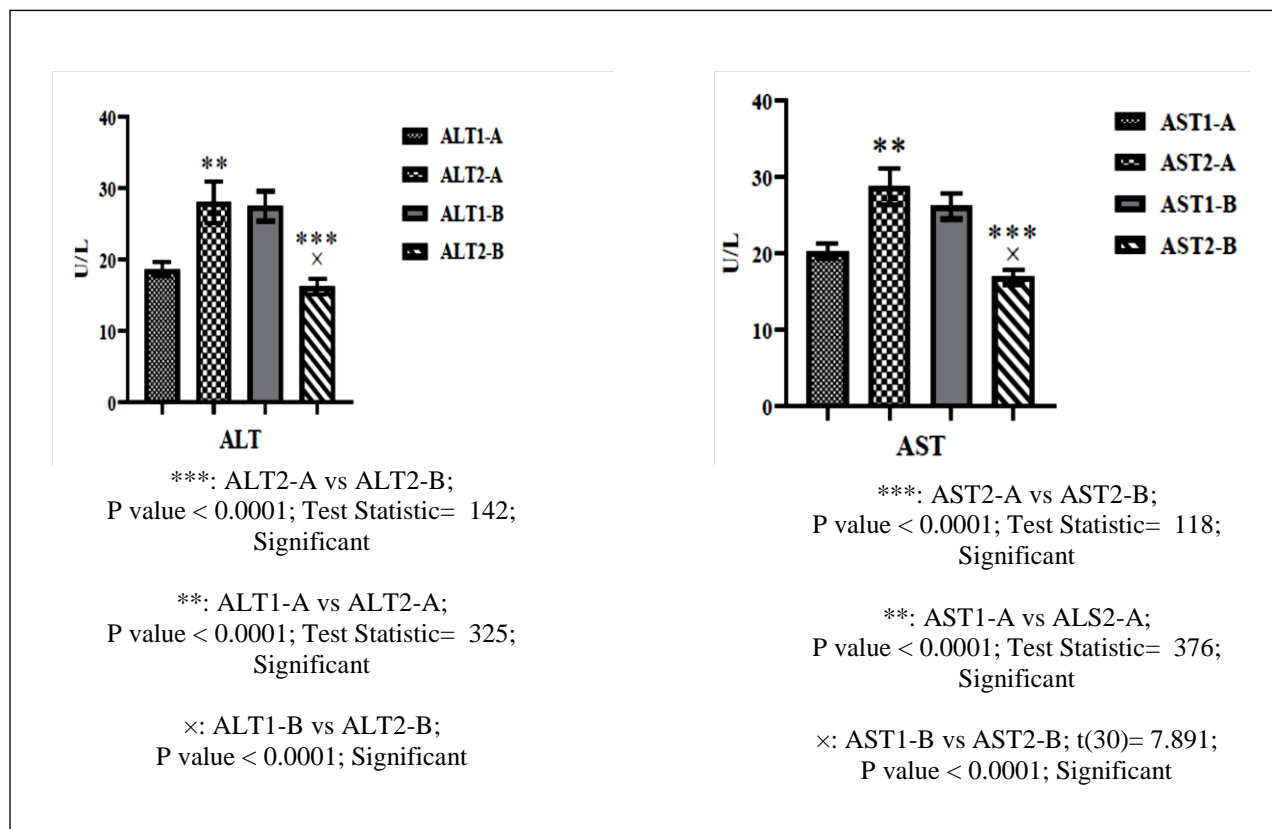 40
30
20
10
0
U/L
**
***
×
ALT
ALT1-A
ALT2-A
ALT1-B
ALT2-B
***: ALT2-A vs ALT2-B;
P value < 0.0001; Test Statistic= 142;
Significant
**: ALT1-A vs ALT2-A;
P value < 0.0001; Test Statistic= 325;
Significant
×: ALT1-B vs ALT2-B;
P value < 0.0001; Significant
40
30
20
10
0
U/L
**
***
×
AST
AST1-A
AST2-A
AST1-B
AST2-B
***: AST2-A vs AST2-B;
P value < 0.0001; Test Statistic= 118;
Significant
**: AST1-A vs ALS2-A;
P value < 0.0001; Test Statistic= 376;
Significant
×: AST1-B vs AST2-B; t(30)= 7.891;
P value < 0.0001; Significant